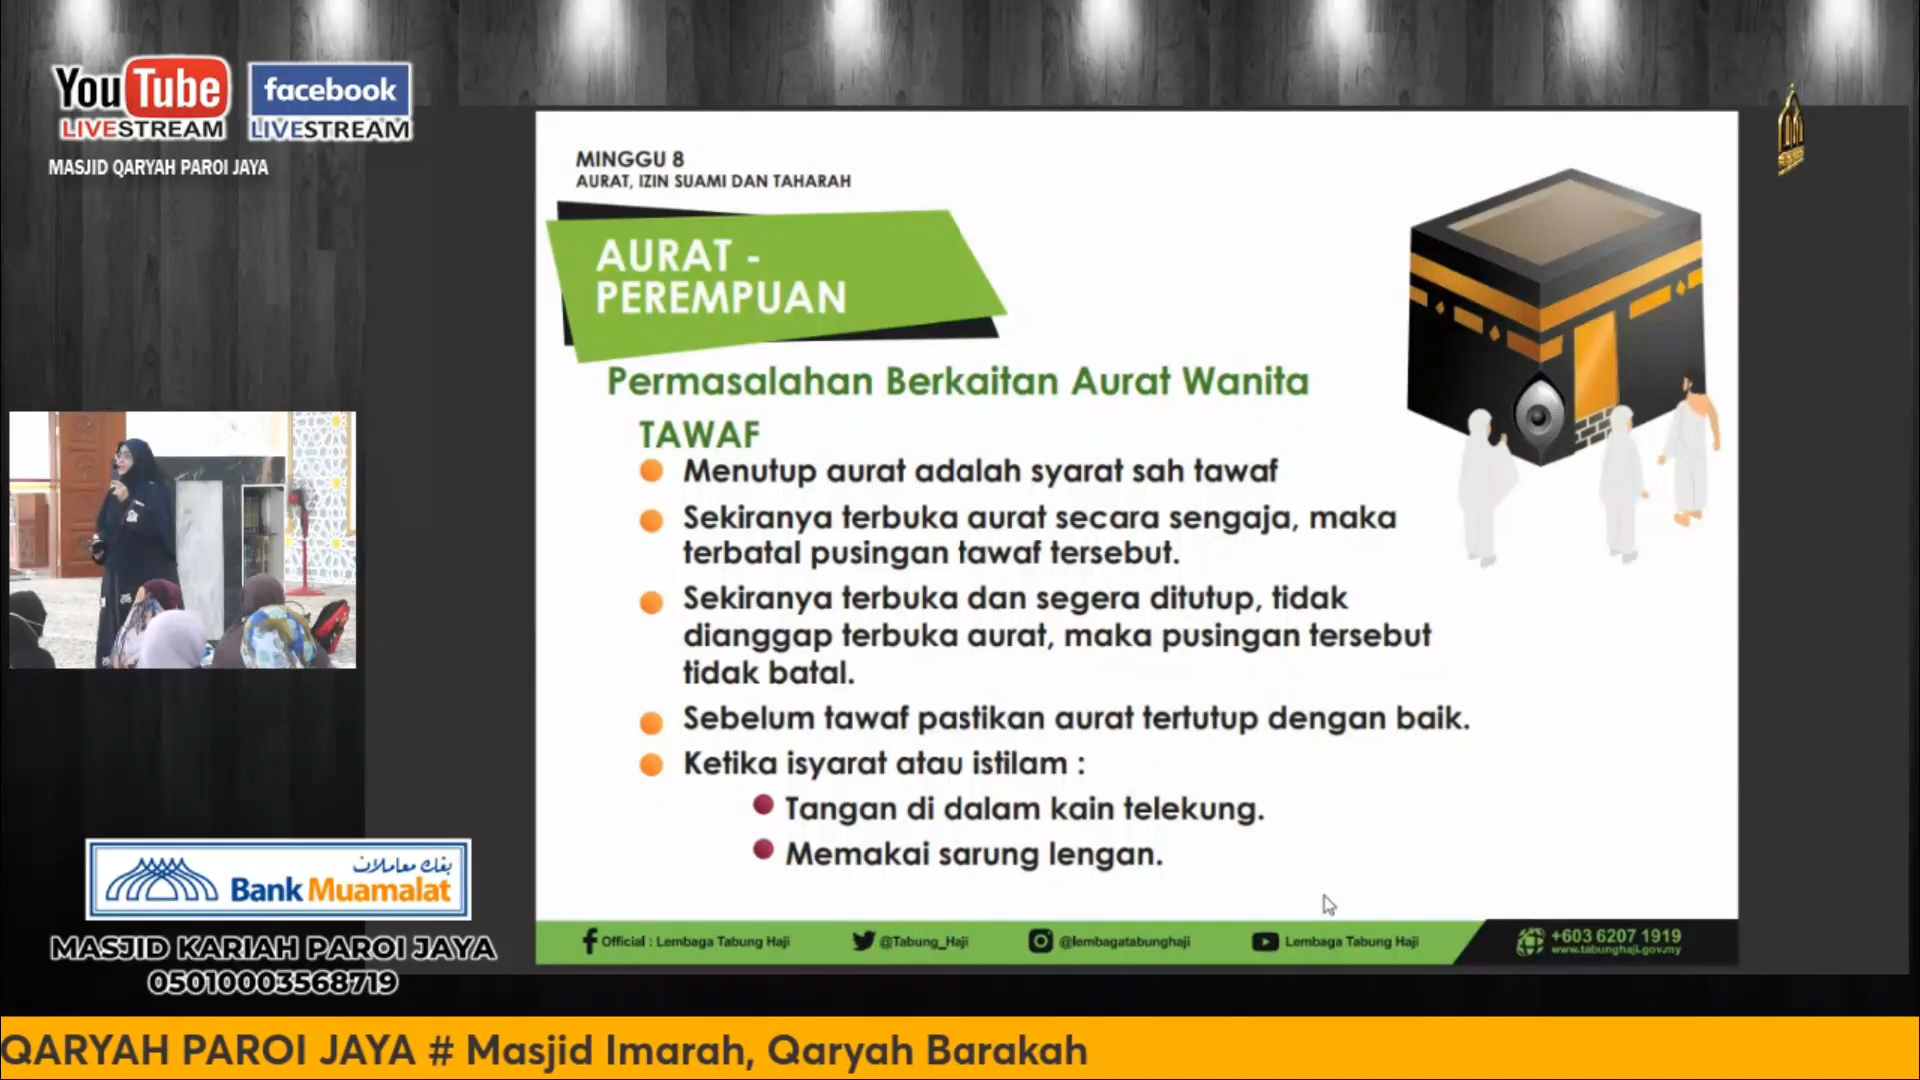 YouTube
LIVESTREAM
facebook
LIVESTREAM
MASJID QARYAH PAROI JAYA
MINGGU 8
AURAT, IZIN SUAMI DAN TAHARAH
AURAT -
PEREMPUAN
Permasalahan Berkaitan Aurat Wanita
TAWAF
Menutup aurat adalah syarat sah tawaf
Sekiranya terbuka aurat secara sengaja, maka
terbatal pusingan tawaf tersebut.
Sekiranya terbuka dan segera ditutup, tidak
dianggap terbuka aurat, maka pusingan tersebut
tidak batal.
Sebelum tawaf pastikan aurat tertutup dengan baik.
Ketika isyarat atau istilam :
Tangan di dalam kain telekung.
Memakai sarung lengan.
Official : Lembaga Tabung Haji
@Tabung_Haji
@lembagatabunghaji
Lembaga Tabung Haji
+603 6207 1919
www.tabunghaji.gov.my
بڠك معاملات
Bank Muamalat
MASJID KARIAH PAROI JAYA
05010003568719
QARYAH PAROI JAYA # Masjid Imarah, Qaryah Barakah